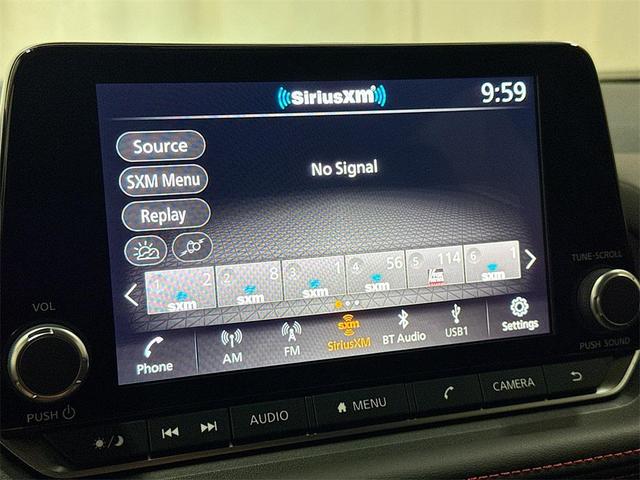 SiriusXM
9:59
Source
SXM Menu
Replay
No Signal
1 2 sxm
2 8 sxm
3 1 sxm
4 56 sxm
5 114
6 1 sxm
Phone
AM
FM
sxm
SiriusXM
BT Audio
USB1
Settings
VOL
PUSH
TUNE-SCROLL
PUSH SOUND
AUDIO
MENU
CAMERA